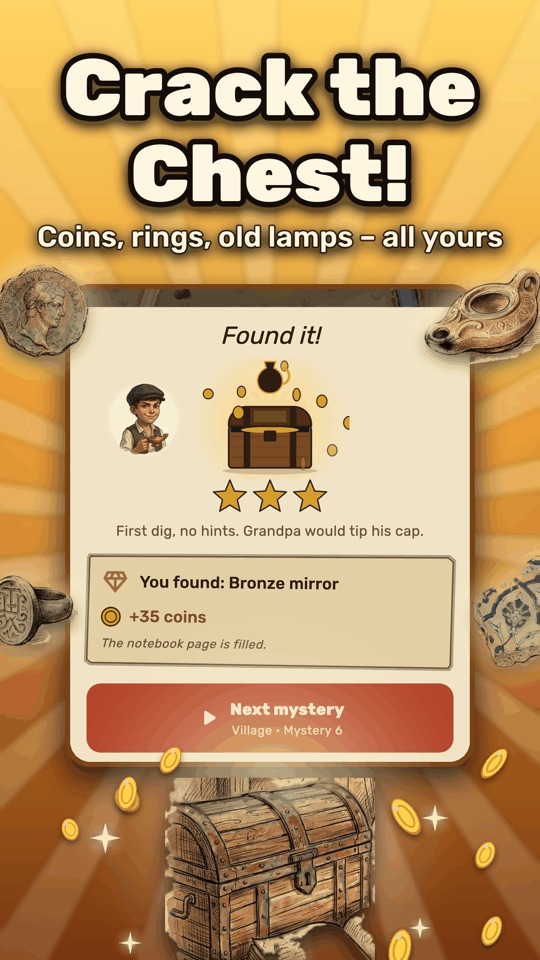 Crack the
Chest!
Coins, rings, old lamps – all yours
Found it!
First dig, no hints. Grandpa would tip his cap.
You found: Bronze mirror
+35 coins
The notebook page is filled.
Next mystery
Village • Mystery 6